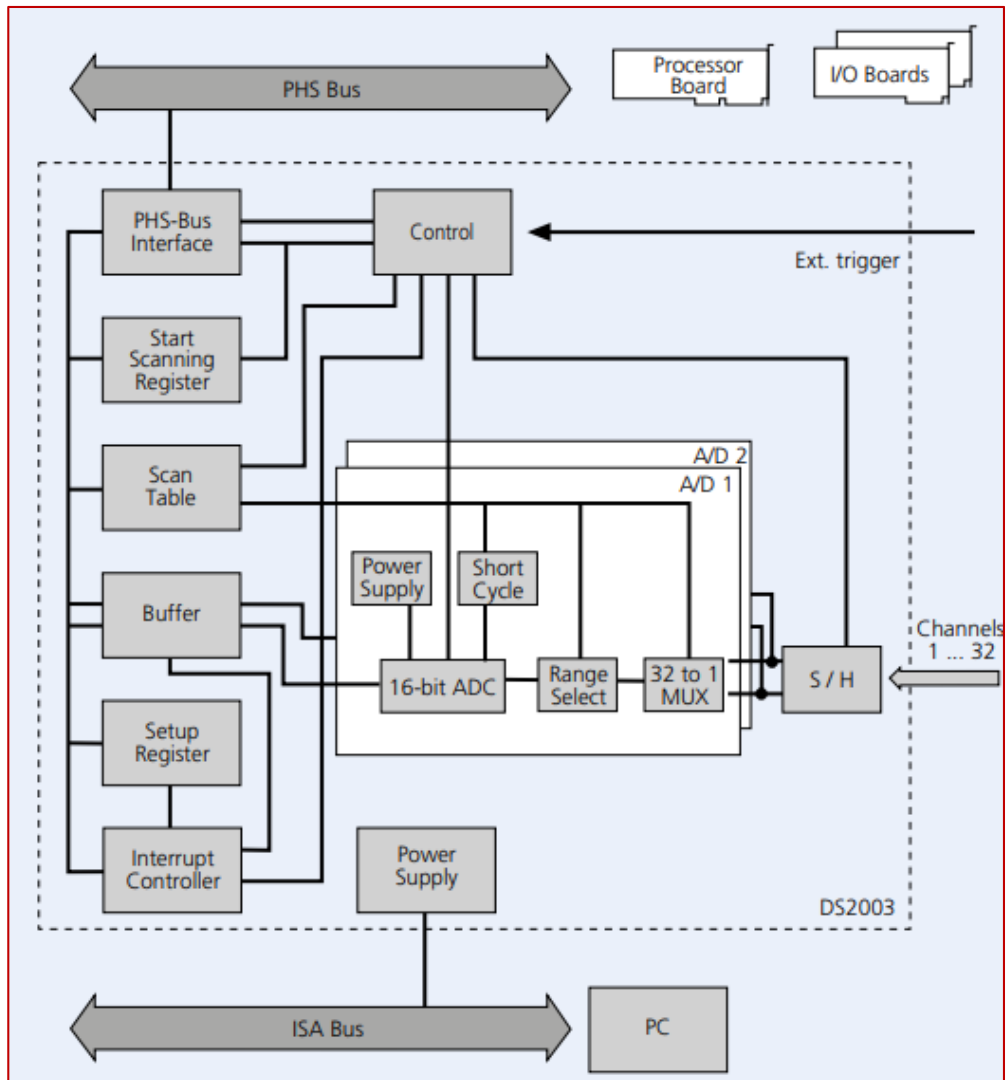 PHS Bus
Processor
Board
I/O Boards
PHS-Bus
Interface
Control
Ext. trigger
Start
Scanning
Register
Scan
Table
A/D 2
A/D 1
Power
Supply
Short
Cycle
Buffer
16-bit ADC
Range
Select
32 to 1
MUX
S / H
Channels
1 ... 32
Setup
Register
Interrupt
Controller
Power
Supply
DS2003
ISA Bus
PC